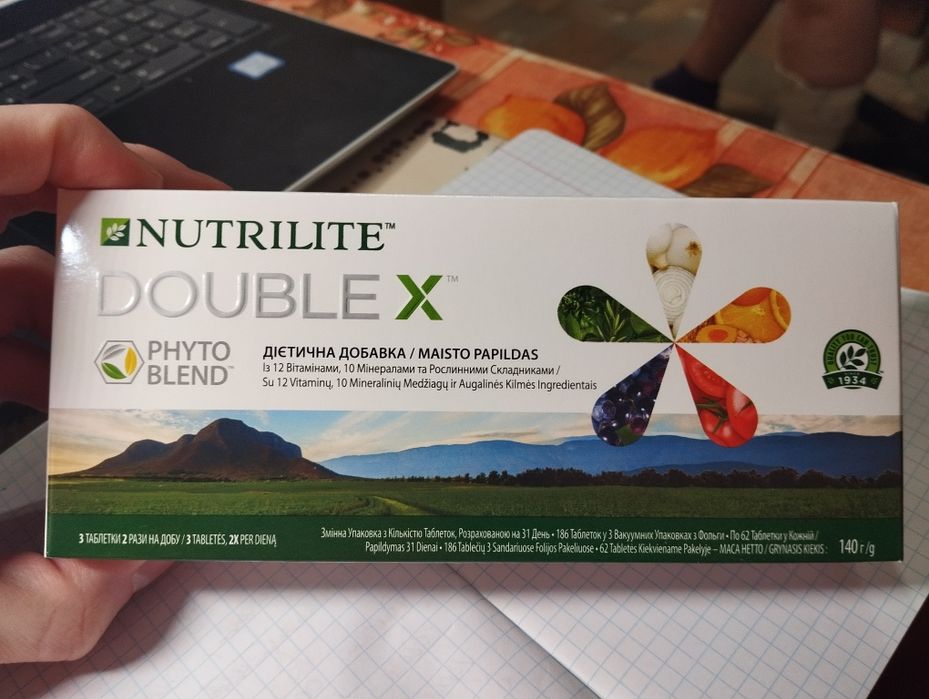 NUTRILITE™
DOUBLE X™
PHYTO
BLEND™
ДІЄТИЧНА ДОБАВКА / MAISTO PAPILDAS
Із 12 Вітамінами, 10 Мінералами та Рослинними Складниками /
Su 12 Vitaminų, 10 Mineralinių Medžiagų ir Augalinės Kilmės Ingredientais
1934
3 ТАБЛЕТКИ 2 РАЗИ НА ДОБУ / 3 TABLETĖS, 2X PER DIENĄ
Змінна Упаковка з Кількістю Таблеток, Розрахованою на 31 День • 186 Таблеток у 3 Вакуумних Упаковках з Фольги • По 62 Таблетки у Кожній /
Papildymas 31 Dienai • 186 Tablečių 3 Sandariuose Folijos Pakeliuose • 62 Tabletės Kiekviename Pakelyje – МАСА НЕТТО / GRYNASIS KIEKIS : 140 г/g